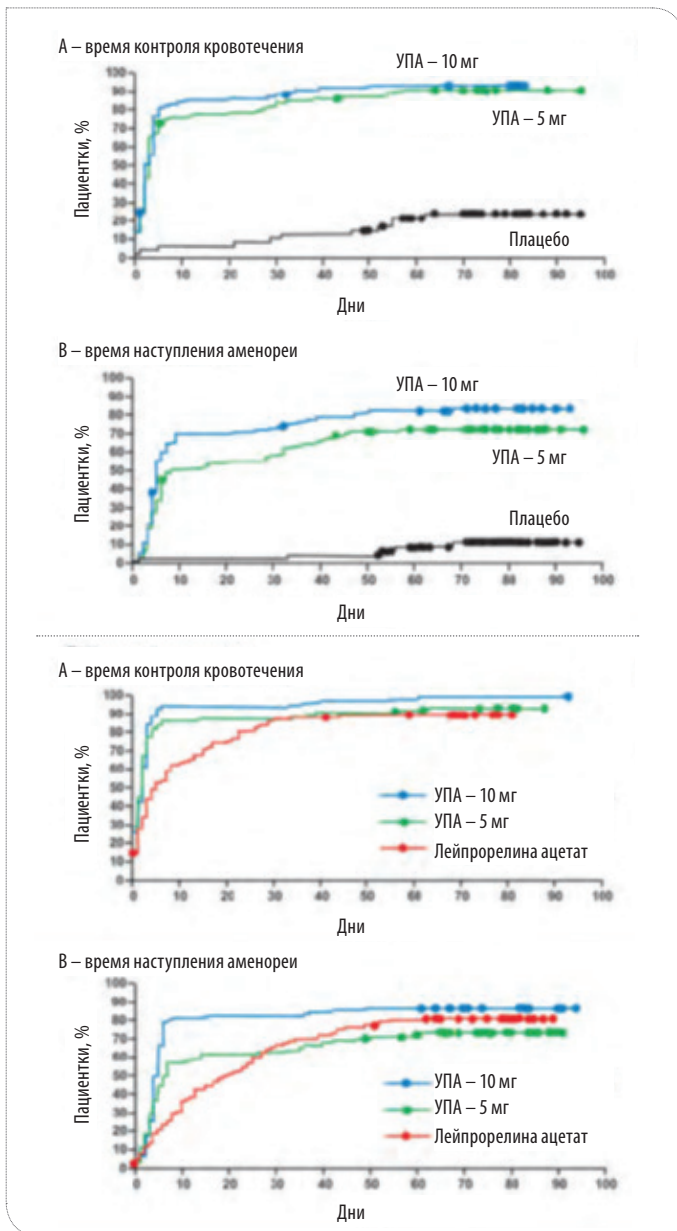 А – время контроля кровотечения
УПА – 10 мг
100
90
80
70
60
50
40
30
20
10
0
Пациентки, %
УПА – 5 мг
Плацебо
0 10 20 30 40 50 60 70 80 90 100
Дни
В – время наступления аменореи
УПА – 10 мг
100
90
80
70
60
50
40
30
20
10
0
Пациентки, %
УПА – 5 мг
Плацебо
0 10 20 30 40 50 60 70 80 90 100
Дни
А – время контроля кровотечения
100
90
80
70
60
50
40
30
20
10
0
Пациентки, %
УПА – 10 мг
УПА – 5 мг
Лейпрорелина ацетат
0 10 20 30 40 50 60 70 80 90 100
Дни
В – время наступления аменореи
100
90
80
70
60
50
40
30
20
10
0
Пациентки, %
УПА – 10 мг
УПА – 5 мг
Лейпрорелина ацетат
0 10 20 30 40 50 60 70 80 90 100
Дни